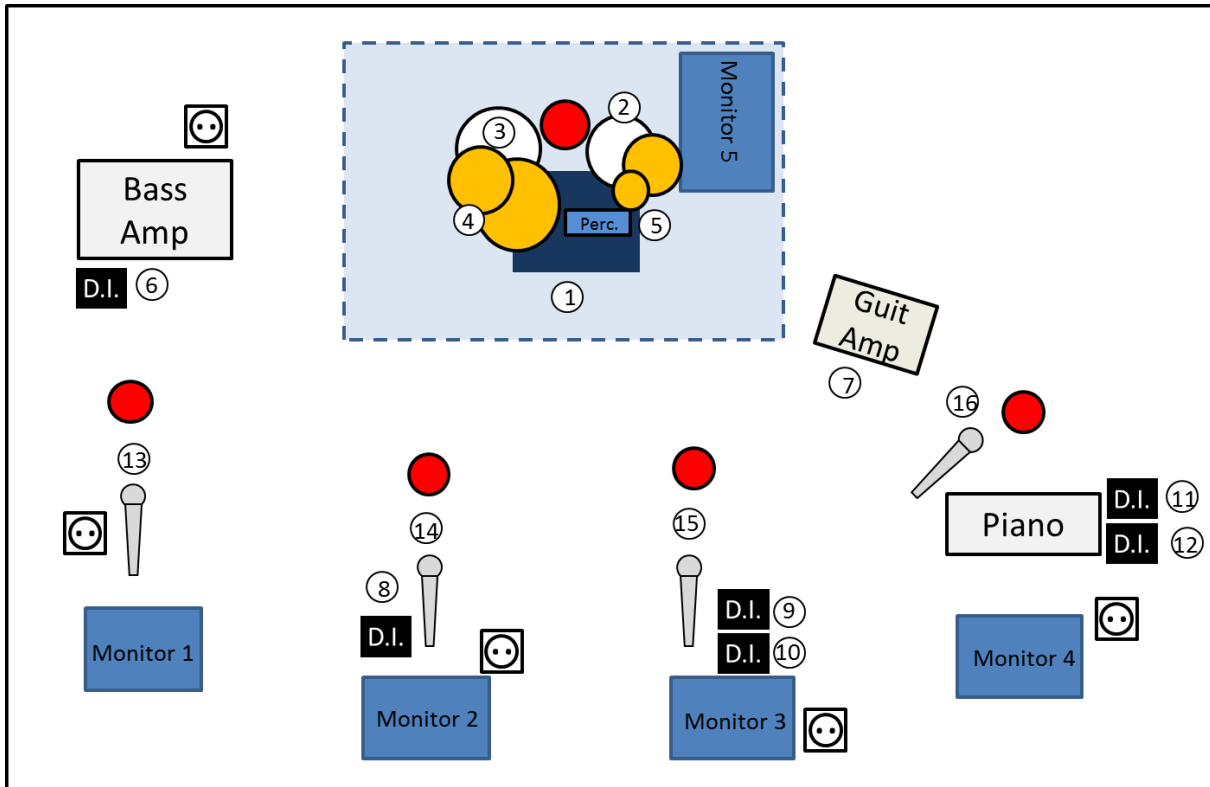 Monitor 5
2
3
Bass
Amp
4
Perc.
5
D.I.
6
1
Guit
Amp
7
16
13
14
15
D.I.
11
Piano
D.I.
12
8
D.I.
9
D.I.
D.I.
10
Monitor 1
Monitor 4
Monitor 2
Monitor 3